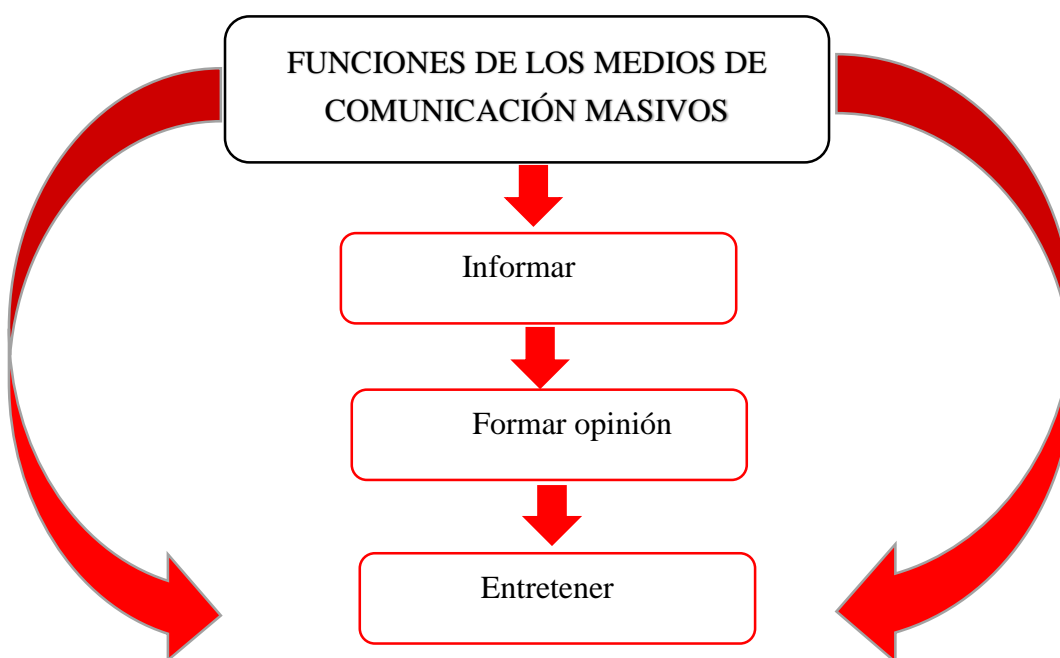 FUNCIONES DE LOS MEDIOS DE
COMUNICACIÓN MASIVOS
Informar
Formar opinión
Entretener